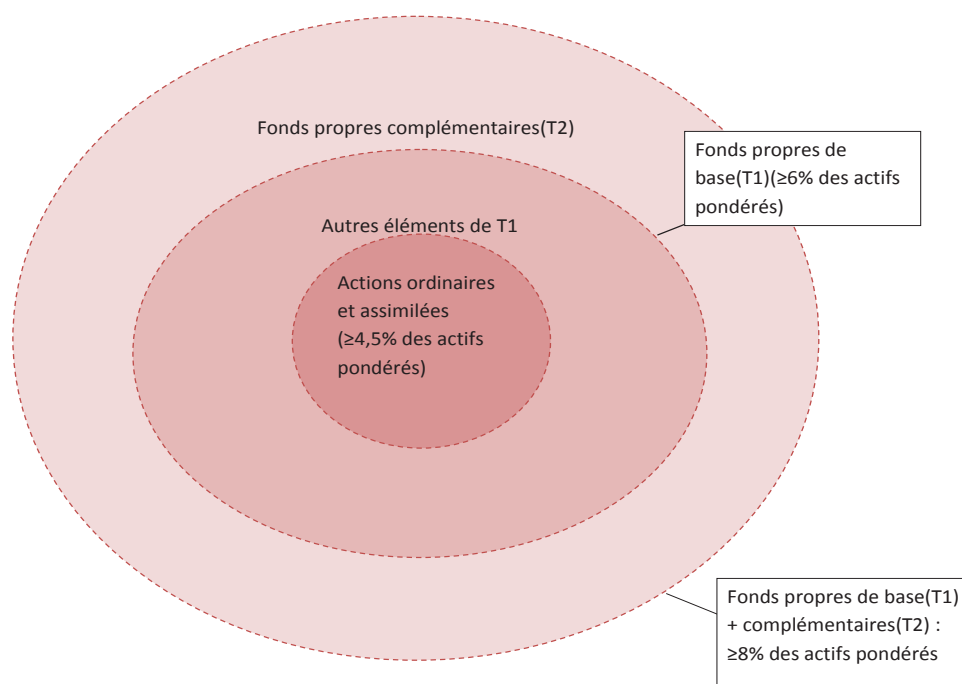 Fonds propres complémentaires(T2)
Fonds propres de
base(T1)(≥6% des actifs
pondérés)
Autres éléments de T1
Actions ordinaires
et assimilées
(≥4,5% des actifs
pondérés)
Fonds propres de base(T1)
+ complémentaires(T2) :
≥8% des actifs pondérés